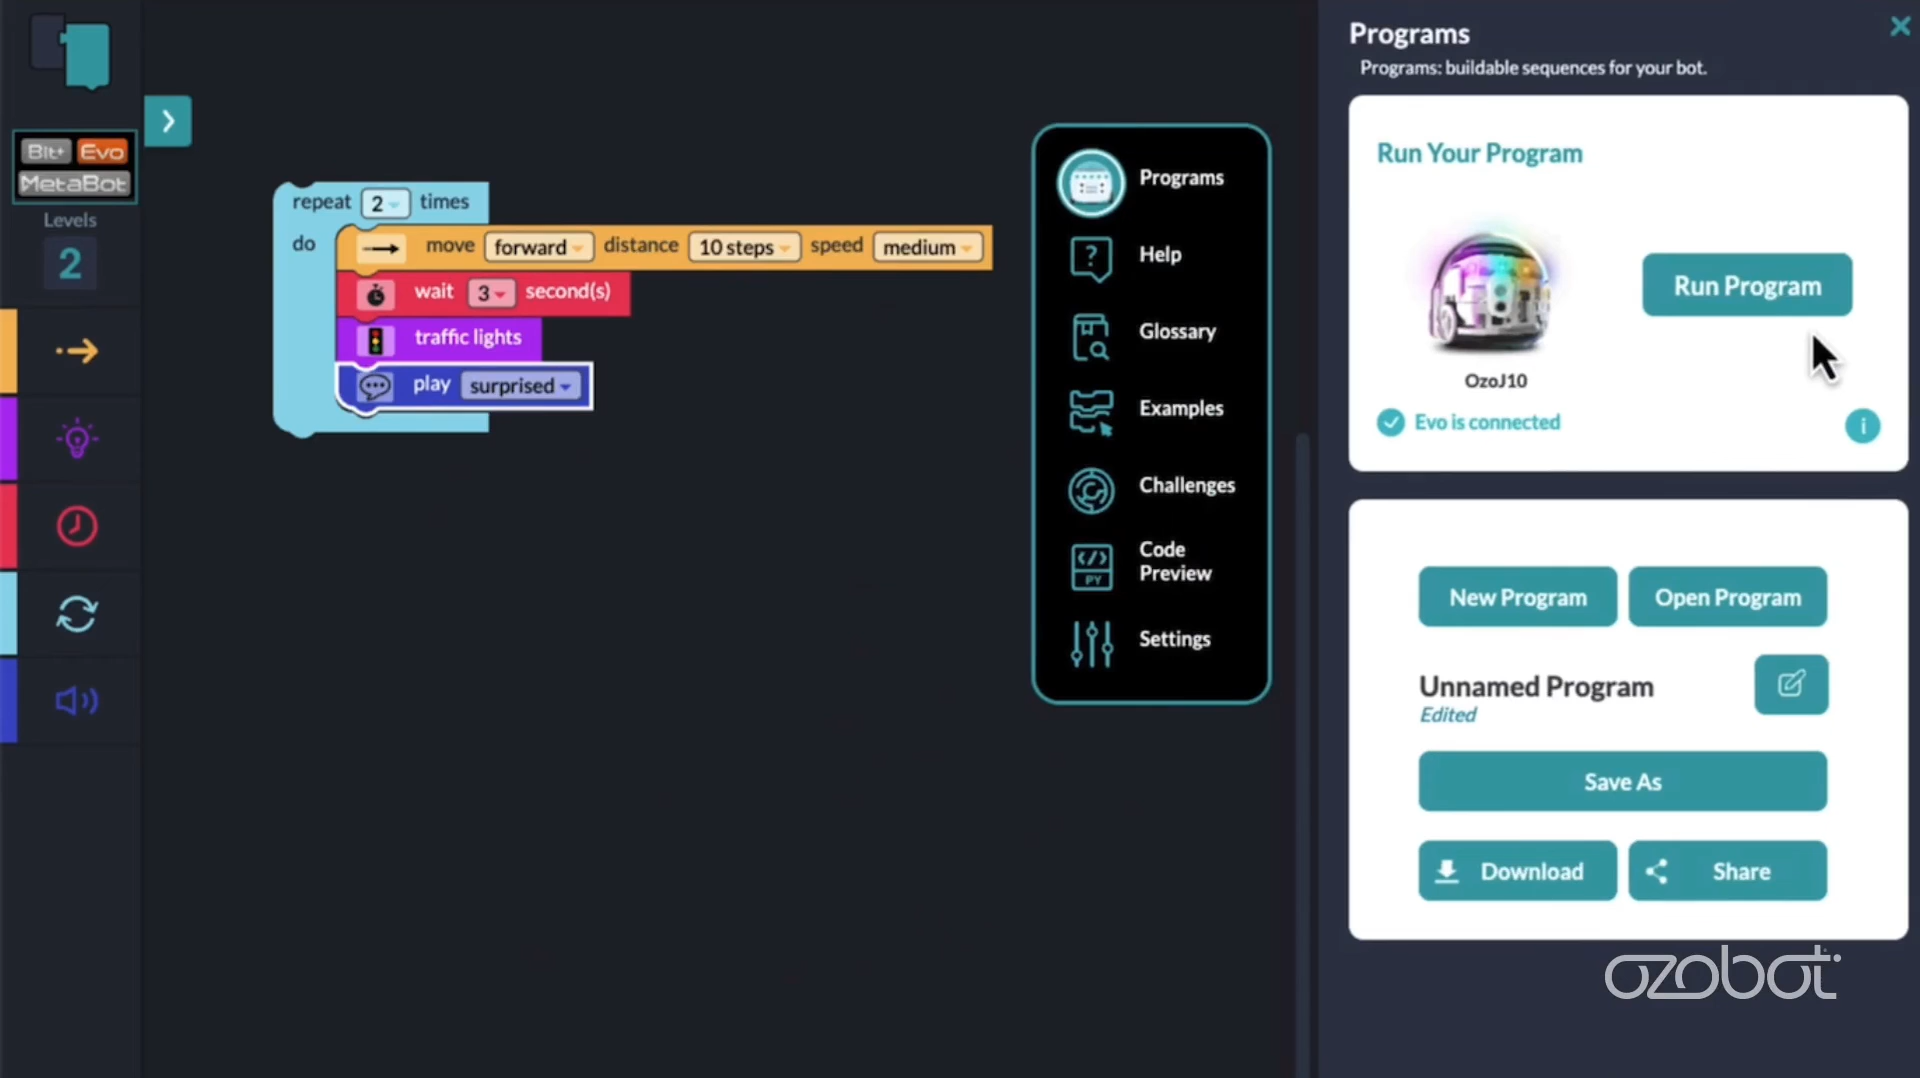 Bit+ Evo
MetaBot
Levels
2
repeat 2 times
do
move forward distance 10 steps speed medium
wait 3 second(s)
traffic lights
play surprised
Programs
? Help
Glossary
Examples
Challenges
</> PY Code Preview
Settings
Programs
Programs: buildable sequences for your bot.
Run Your Program
Run Program
OzoJ10
Evo is connected
i
New Program Open Program
Unnamed Program
Edited
Save As
Download Share
ozobot